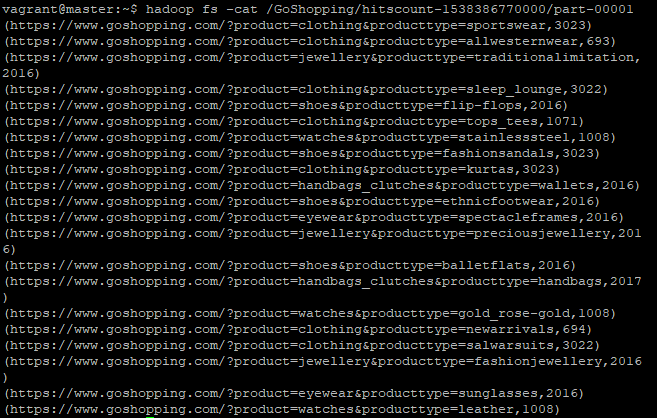 vagrant@master:~$ hadoop fs -cat /GoShopping/hitscount-1538386770000/part-00001
(https://www.goshopping.com/?product=clothing&producttype=sportswear,3023)
(https://www.goshopping.com/?product=clothing&producttype=allwesternwear,693)
(https://www.goshopping.com/?product=jewellery&producttype=traditionalimitation,
2016)
(https://www.goshopping.com/?product=clothing&producttype=sleep_lounge,3022)
(https://www.goshopping.com/?product=shoes&producttype=flip-flops,2016)
(https://www.goshopping.com/?product=clothing&producttype=tops_tees,1071)
(https://www.goshopping.com/?product=watches&producttype=stainlesssteel,1008)
(https://www.goshopping.com/?product=shoes&producttype=fashionsandals,3023)
(https://www.goshopping.com/?product=clothing&producttype=kurtas,3023)
(https://www.goshopping.com/?product=handbags_clutches&producttype=wallets,2016)
(https://www.goshopping.com/?product=shoes&producttype=ethnicfootwear,2016)
(https://www.goshopping.com/?product=eyewear&producttype=spectacleframes,2016)
(https://www.goshopping.com/?product=jewellery&producttype=preciousjewellery,201
6)
(https://www.goshopping.com/?product=shoes&producttype=balletflats,2016)
(https://www.goshopping.com/?product=handbags_clutches&producttype=handbags,2017
)
(https://www.goshopping.com/?product=watches&producttype=gold_rose-gold,1008)
(https://www.goshopping.com/?product=clothing&producttype=newarrivals,694)
(https://www.goshopping.com/?product=clothing&producttype=salwarsuits,3022)
(https://www.goshopping.com/?product=jewellery&producttype=fashionjewellery,2016
)
(https://www.goshopping.com/?product=eyewear&producttype=sunglasses,2016)
(https://www.goshopping.com/?product=watches&producttype=leather,1008)